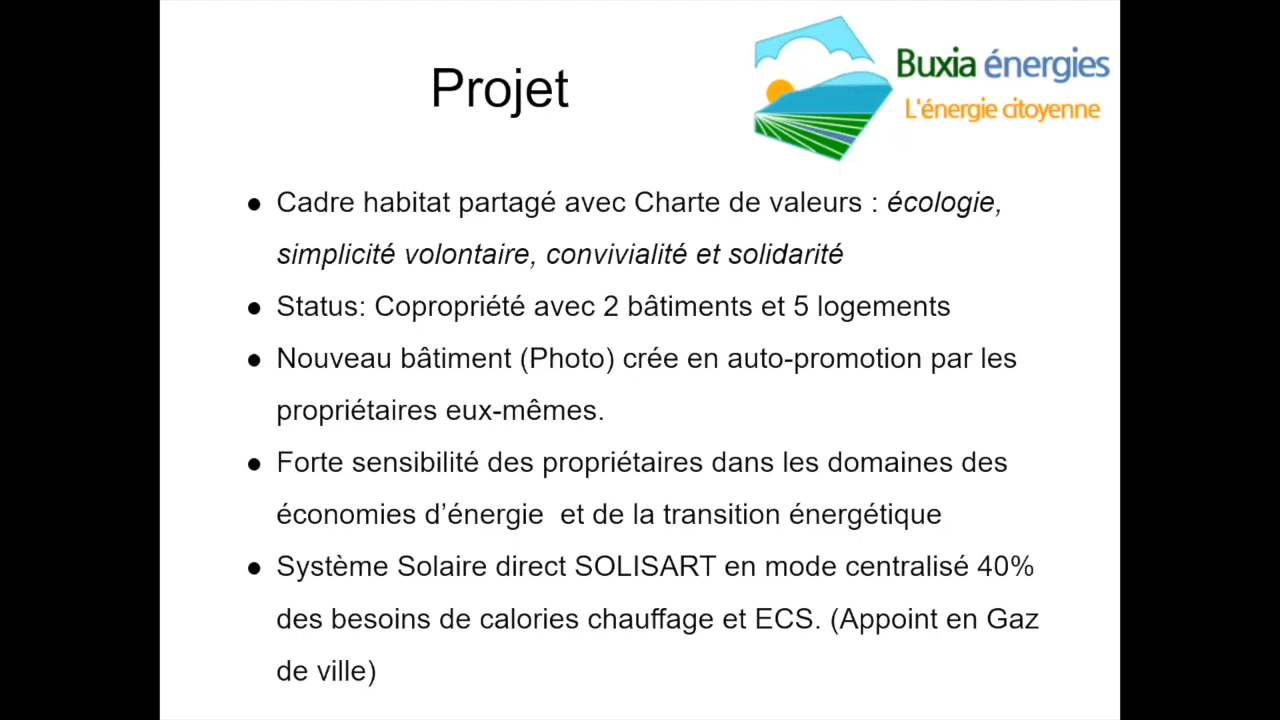 Projet
Buxia énergies
L'énergie citoyenne
● Cadre habitat partagé avec Charte de valeurs : écologie,
simplicité volontaire, convivialité et solidarité
● Status: Copropriété avec 2 bâtiments et 5 logements
● Nouveau bâtiment (Photo) crée en auto-promotion par les
propriétaires eux-mêmes.
● Forte sensibilité des propriétaires dans les domaines des
économies d’énergie  et de la transition énergétique
● Système Solaire direct SOLISART en mode centralisé 40%
des besoins de calories chauffage et ECS. (Appoint en Gaz
de ville)